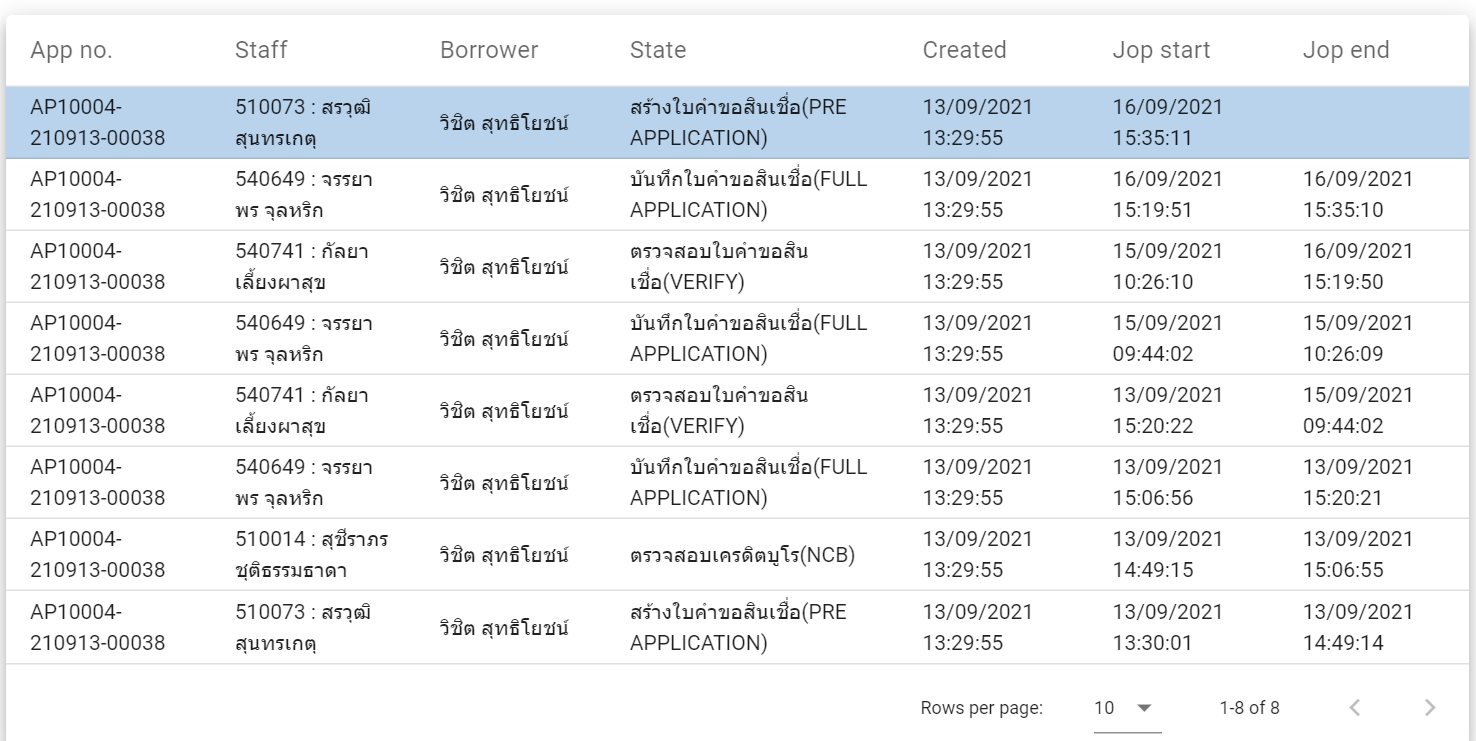 App no. Staff Borrower State Created Jop start Jop end
AP10004- 510073 : สรวุฒิ สร้างใบคำขอสินเชื่อ(PRE 13/09/2021 16/09/2021
วิชิต สุทธิโยชน์
210913-00038 สุนทรเกตุ APPLICATION) 13:29:55 15:35:11
AP10004- 540649 : จรรยา บันทึกใบคำขอสินเชื่อ(FULL 13/09/2021 16/09/2021 16/09/2021
วิชิต สุทธิโยชน์
210913-00038 พร จุลหริก APPLICATION) 13:29:55 15:19:51 15:35:10
AP10004- 540741 : กัลยา ตรวจสอบใบคำขอสิน 13/09/2021 15/09/2021 16/09/2021
วิชิต สุทธิโยชน์
210913-00038 เลี้ยงผาสุข เชื่อ(VERIFY) 13:29:55 10:26:10 15:19:50
AP10004- 540649 : จรรยา บันทึกใบคำขอสินเชื่อ(FULL 13/09/2021 15/09/2021 15/09/2021
วิชิต สุทธิโยชน์
210913-00038 พร จุลหริก APPLICATION) 13:29:55 09:44:02 10:26:09
AP10004- 540741 : กัลยา ตรวจสอบใบคำขอสิน 13/09/2021 13/09/2021 15/09/2021
วิชิต สุทธิโยชน์
210913-00038 เลี้ยงผาสุข เชื่อ(VERIFY) 13:29:55 15:20:22 09:44:02
AP10004- 540649 : จรรยา บันทึกใบคำขอสินเชื่อ(FULL 13/09/2021 13/09/2021 13/09/2021
วิชิต สุทธิโยชน์
210913-00038 พร จุลหริก APPLICATION) 13:29:55 15:06:56 15:20:21
AP10004- 510014 : สุชีราภร 13/09/2021 13/09/2021 13/09/2021
วิชิต สุทธิโยชน์ ตรวจสอบเครดิตบูโร(NCB)
210913-00038 ชุติธรรมธาดา 13:29:55 14:49:15 15:06:55
AP10004- 510073 : สรวุฒิ สร้างใบคำขอสินเชื่อ(PRE 13/09/2021 13/09/2021 13/09/2021
วิชิต สุทธิโยชน์
210913-00038 สุนทรเกตุ APPLICATION) 13:29:55 13:30:01 14:49:14
Rows per page: 10 1-8 of 8